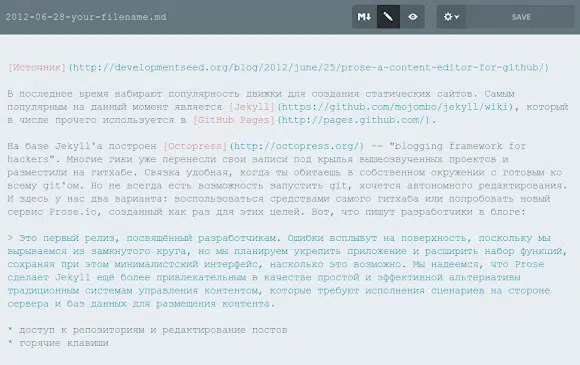 2012-06-28-your-filename.md
M↓
SAVE
[Источник](http://developmentseed.org/blog/2012/june/25/prose-a-content-editor-for-github/)
В последнее время набирают популярность движки для создания статических сайтов. Самым
популярным на данный момент является [Jekyll](https://github.com/mojombo/jekyll/wiki), который
в числе прочего используется в [GitHub Pages](http://pages.github.com/).
На базе Jekyll'а построен [Octopress](http://octopress.org/) -- "blogging framework for
hackers". Многие гики уже перенесли свои записи под крылья вышеозвученных проектов и
разместили на гитхабе. Связка удобная, когда ты обитаешь в собственном окружении с готовым ко
всему git'ом. Но не всегда есть возможность запустить git, хочется автономного редактирования.
И здесь у нас два варианта: воспользоваться средствами самого гитхаба или попробовать новый
сервис Prose.io, созданный как раз для этих целей. Вот, что пишут разработчики в блоге:
> Это первый релиз, посвящённый разработчикам. Ошибки всплывут на поверхность, поскольку мы
вырываемся из замкнутого круга, но мы планируем укрепить приложение и расширить набор функций,
сохраняя при этом минималистский интерфейс, насколько это возможно. Мы надеемся, что Prose
сделает Jekyll ещё более привлекательным в качестве простой и эффективной альтернативы
традиционным системам управления контентом, которые требуют исполнения сценариев на стороне
сервера и баз данных для размещения контента.
* доступ к репозиториям и редактирование постов
* горячие клавиши